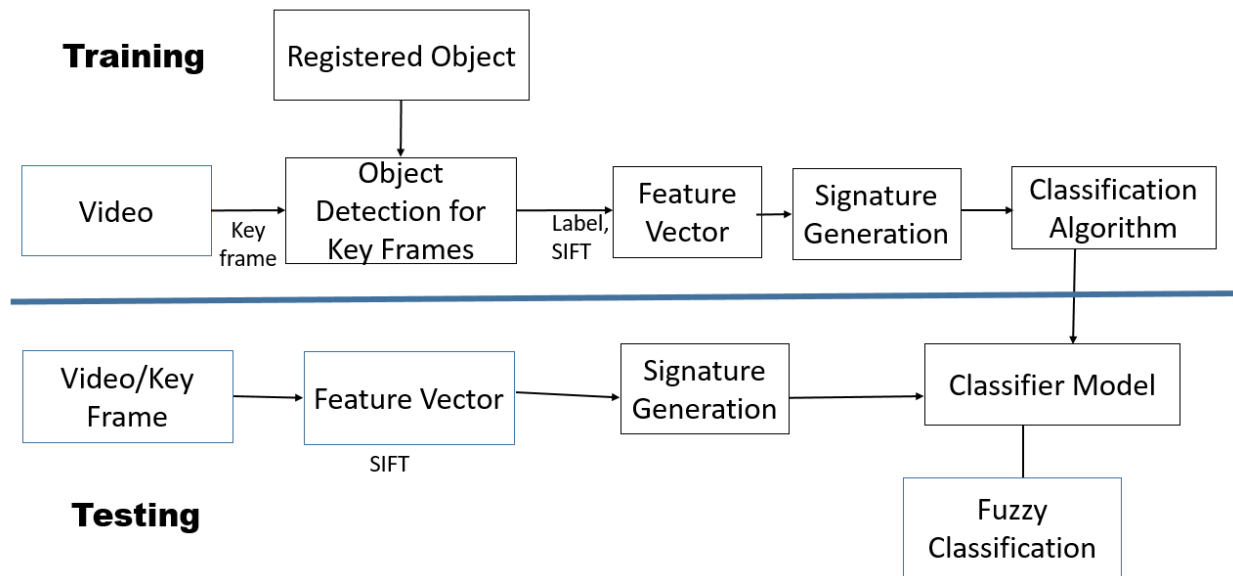 Training
Registered Object
Video
Key
frame
Object
Detection for
Key Frames
Label,
SIFT
Feature
Vector
Signature
Generation
Classification
Algorithm
Video/Key
Frame
Feature Vector
SIFT
Signature
Generation
Classifier Model
Testing
Fuzzy
Classification